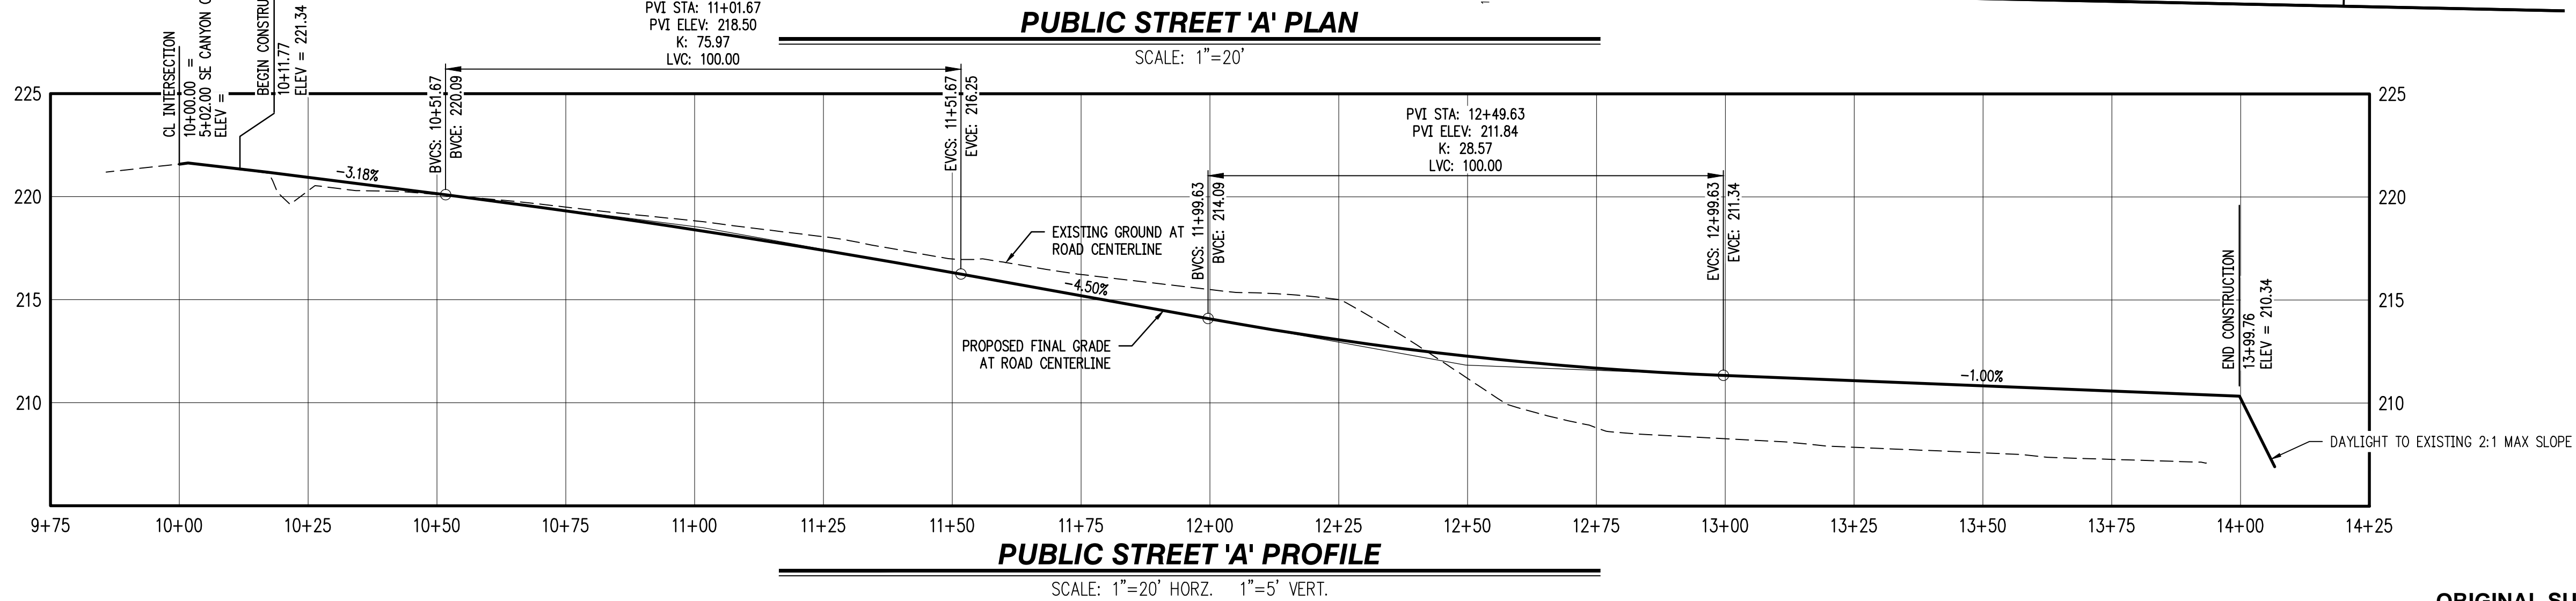 PUBLIC STREET 'A' PLAN
SCALE: 1"=20'
CL INTERSECTION
10+00.00 =
5+02.00 SE CANYON
ELEV =
BEGIN
10+11.77
ELEV = 221.34
PVI STA: 11+01.67
PVI ELEV: 218.50
K: 75.97
LVC: 100.00
BVCS: 10+51.67
BVCE: 220.09
EVCS: 11+51.67
EVCE: 216.25
PVI STA: 12+49.63
PVI ELEV: 211.84
K: 28.57
LVC: 100.00
BVCS: 11+99.63
BVCE: 214.09
EVCS: 12+99.63
EVCE: 211.34
END CONSTRUCTION
13+99.76
ELEV = 210.34
225
220
215
210
225
220
215
210
-3.18%
EXISTING GROUND AT
ROAD CENTERLINE
-4.50%
PROPOSED FINAL GRADE
AT ROAD CENTERLINE
-1.00%
DAYLIGHT TO EXISTING 2:1 MAX SLOPE
9+75 10+00 10+25 10+50 10+75 11+00 11+25 11+50 11+75 12+00 12+25 12+50 12+75 13+00 13+25 13+50 13+75 14+00 14+25
PUBLIC STREET 'A' PROFILE
SCALE: 1"=20' HORZ. 1"=5' VERT.
ORIGINAL